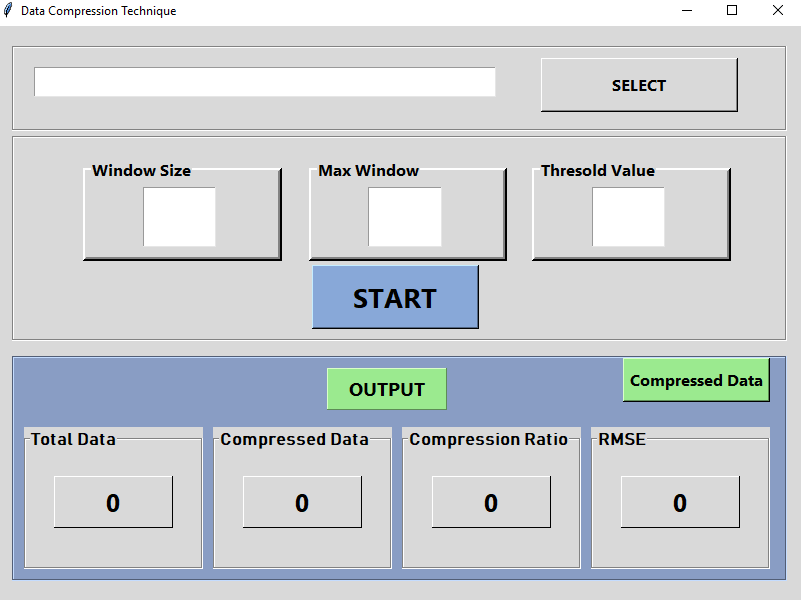 Data Compression Technique
SELECT
Window Size
Max Window
Thresold Value
START
OUTPUT
Compressed Data
Total Data
Compressed Data
Compression Ratio
RMSE
0
0
0
0